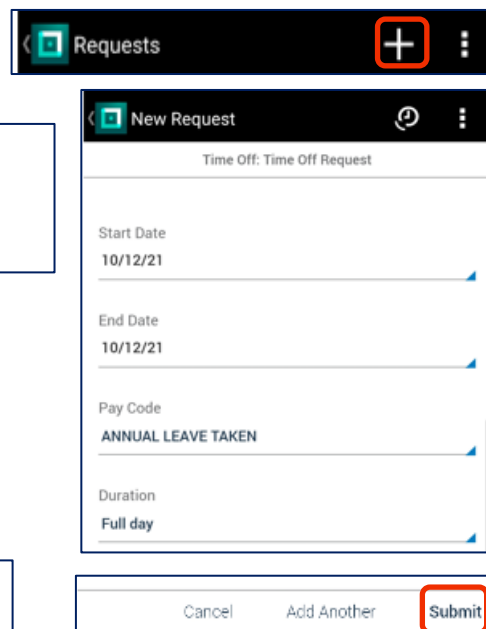 Requests
New Request
Time Off: Time Off Request
Start Date
10/12/21
End Date
10/12/21
Pay Code
ANNUAL LEAVE TAKEN
Duration
Full day
Cancel Add Another Submit